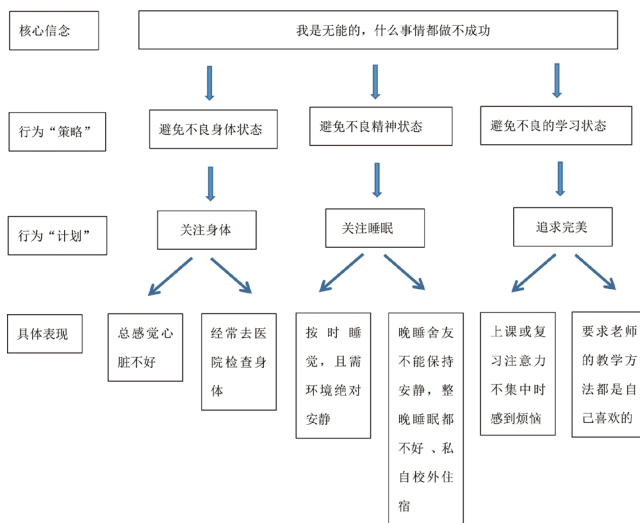 核心信念
我是无能的，什么事情都做不成功
行为“策略”
避免不良身体状态
避免不良精神状态
避免不良的学习状态
行为“计划”
关注身体
关注睡眠
追求完美
具体表现
总感觉心
脏不好
经常去医
院检查身
体
按时睡
觉，且需
环境绝对
安静
晚睡舍友
不能保持
安静，整
晚睡眠都
不好、私
自校外住
宿
上课或复
习注意力
不集中时
感到烦恼
要求老师
的教学方
法都是自
己喜欢的